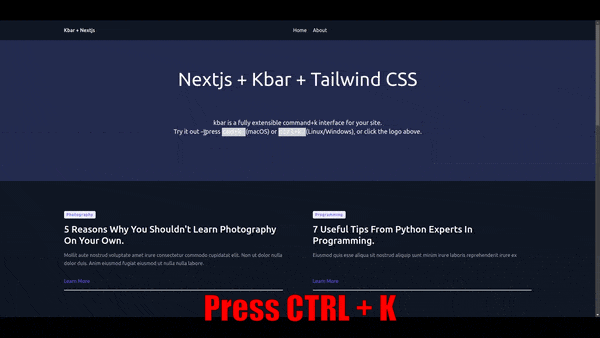 Kbar + Nextjs
Home About
Nextjs + Kbar + Tailwind CSS
kbar is a fully extensible command+k interface for your site.
Try it out – press (macOS) or (Linux/Windows), or click the logo above.
Photography
5 Reasons Why You Shouldn't Learn Photography
On Your Own.
Mollit aute nostrud voluptate amet irure consectetur commodo cupidatat elit. Non ut dolor nulla
dolor duis. Anim eiusmod fugiat eiusmod ut nulla nulla labore.
Learn More
Programming
7 Useful Tips From Python Experts In
Programming.
Eiusmod quis esse aliqua sit nostrud aliquip sunt minim irure laboris reprehenderit irure ex
Learn More
Press CTRL + K